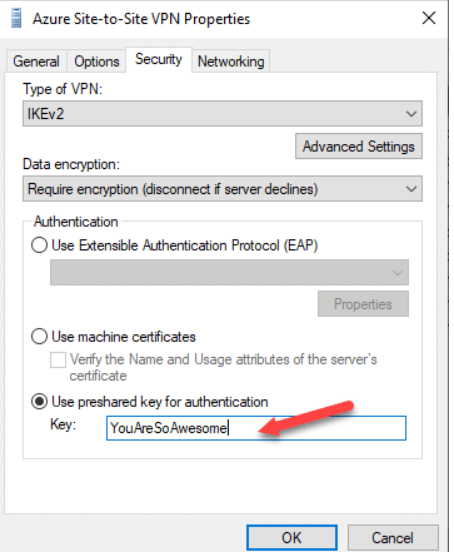 Azure Site-to-Site VPN Properties
General Options Security Networking
Type of VPN:
IKEv2
Advanced Settings
Data encryption:
Require encryption (disconnect if server declines)
Authentication
Use Extensible Authentication Protocol (EAP)
Properties
Use machine certificates
Verify the Name and Usage attributes of the server's
certificate
Use preshared key for authentication
Key: YouAreSoAwesome
OK Cancel